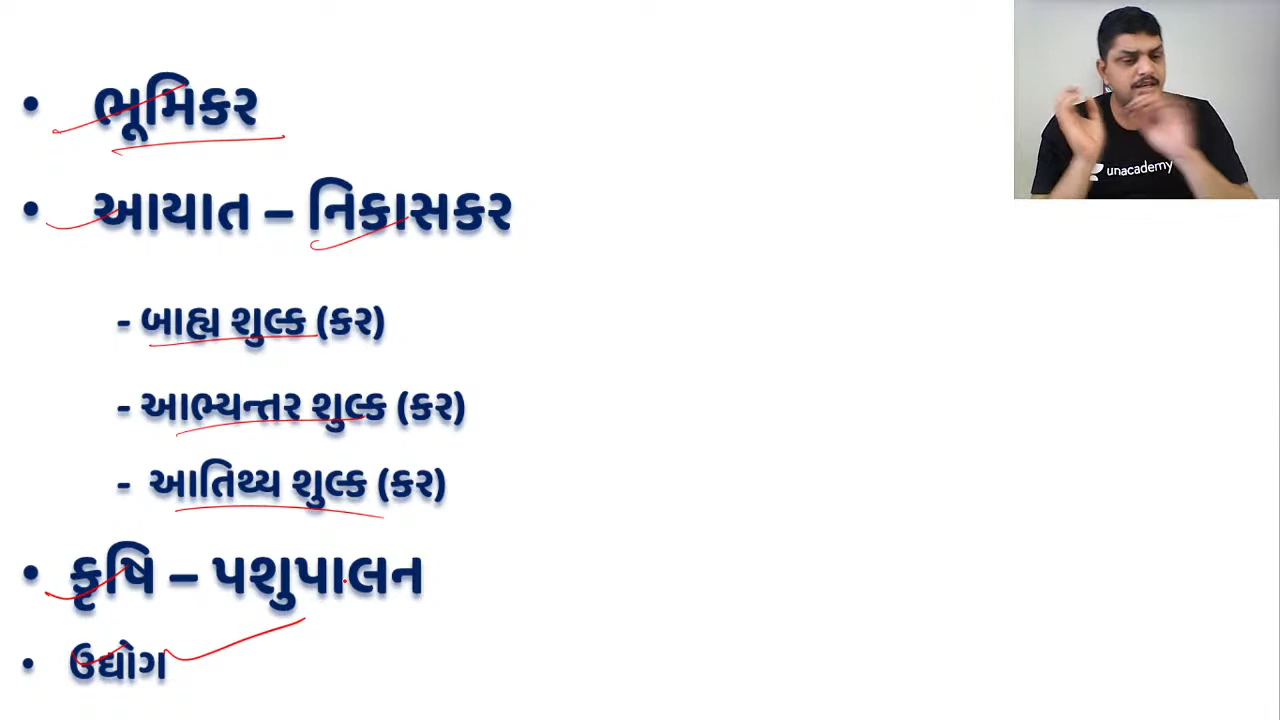 • ભૂમિકર
• આયાત – નિકાસકર
- બાહ્ય શુલ્ક (કર)
- આભ્યન્તર શુલ્ક (કર)
- આતિથ્ય શુલ્ક (કર)
• કૃષિ – પશુપાલન
• ઉદ્યોગ
unacademy